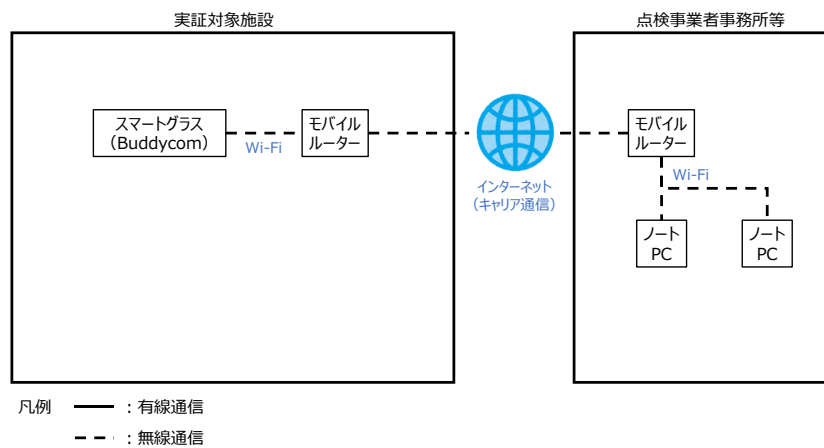 実証対象施設
点検事業者事務所等
スマートグラス
（Buddycom）
Wi-Fi
モバイル
ルーター
インターネット
（キャリア通信）
モバイル
ルーター
Wi-Fi
ノート
PC
ノート
PC
凡例
：有線通信
：無線通信